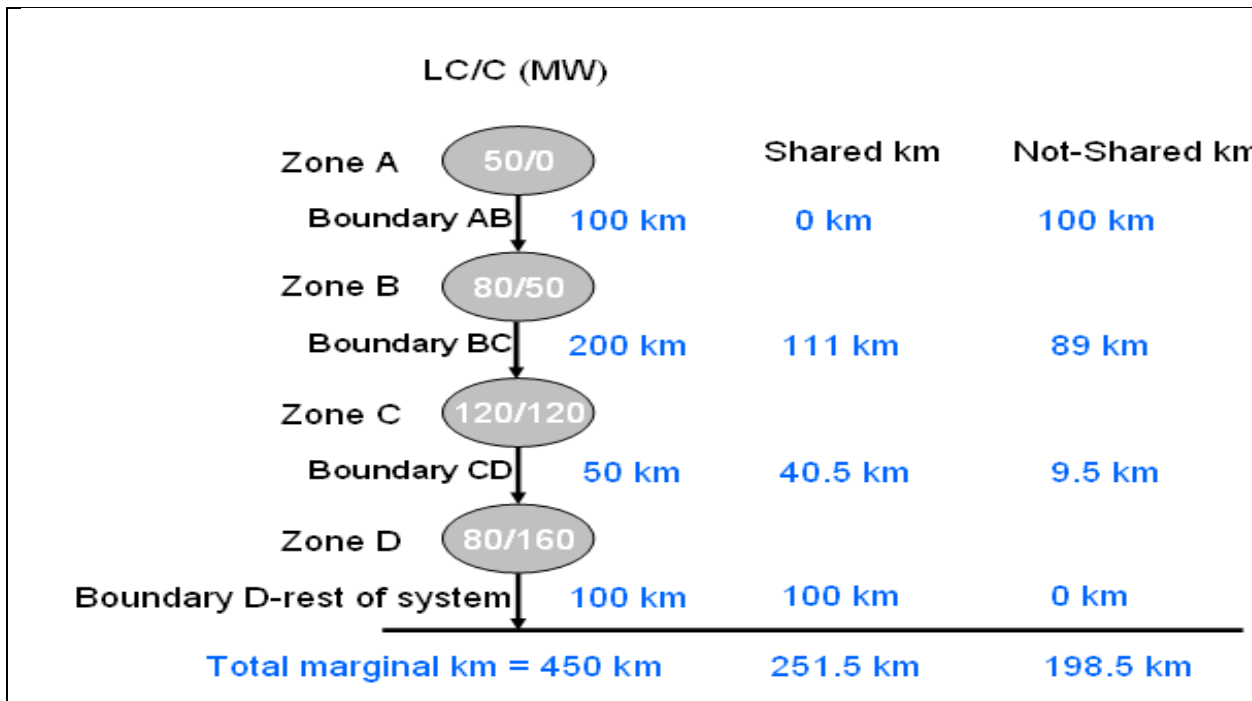 LC/C (MW)
Zone A 50/0 Shared km Not-Shared km
Boundary AB 100 km 0 km 100 km
Zone B 80/50
Boundary BC 200 km 111 km 89 km
Zone C 120/120
Boundary CD 50 km 40.5 km 9.5 km
Zone D 80/160
Boundary D-rest of system 100 km 100 km 0 km
Total marginal km = 450 km 251.5 km 198.5 km